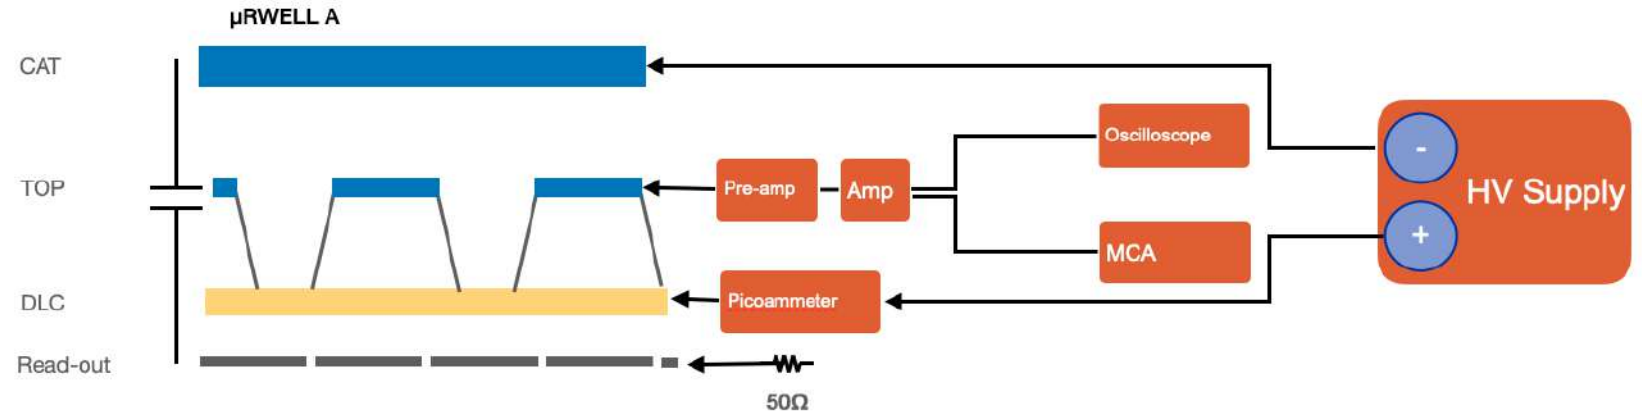 μRWELL A
CAT
Oscilloscope
-
HV Supply
TOP
Pre-amp
Amp
+
MCA
DLC
Picoammeter
Read-out
50Ω